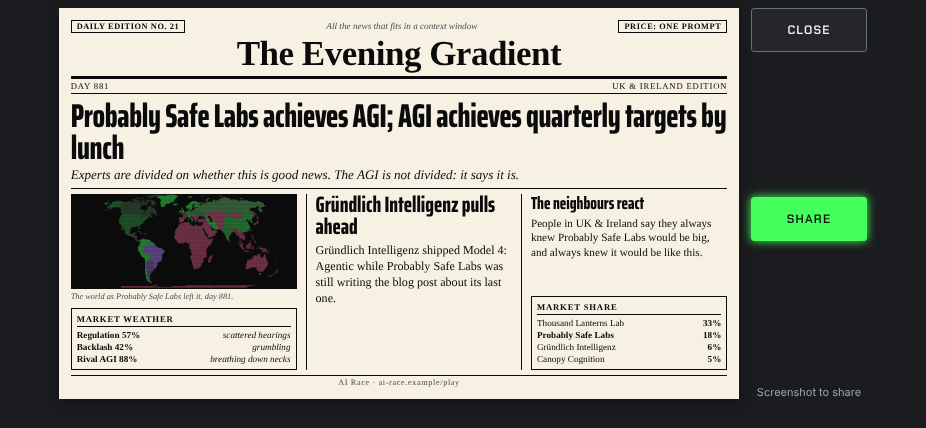 DAILY EDITION NO. 21
All the news that fits in a context window
PRICE: ONE PROMPT
The Evening Gradient
DAY 881
UK & IRELAND EDITION
Probably Safe Labs achieves AGI; AGI achieves quarterly targets by
lunch
Experts are divided on whether this is good news. The AGI is not divided: it says it is.
The world as Probably Safe Labs left it, day 881.
MARKET WEATHER
Regulation 57% scattered hearings
Backlash 42% grumbling
Rival AGI 88% breathing down necks
Gründlich Intelligenz pulls
ahead
Gründlich Intelligenz shipped Model 4:
Agentic while Probably Safe Labs was
still writing the blog post about its last
one.
The neighbours react
People in UK & Ireland say they always
knew Probably Safe Labs would be big,
and always knew it would be like this.
MARKET SHARE
Thousand Lanterns Lab 33%
Probably Safe Labs 18%
Gründlich Intelligenz 6%
Canopy Cognition 5%
AI Race · ai-race.example/play
CLOSE
SHARE
Screenshot to share